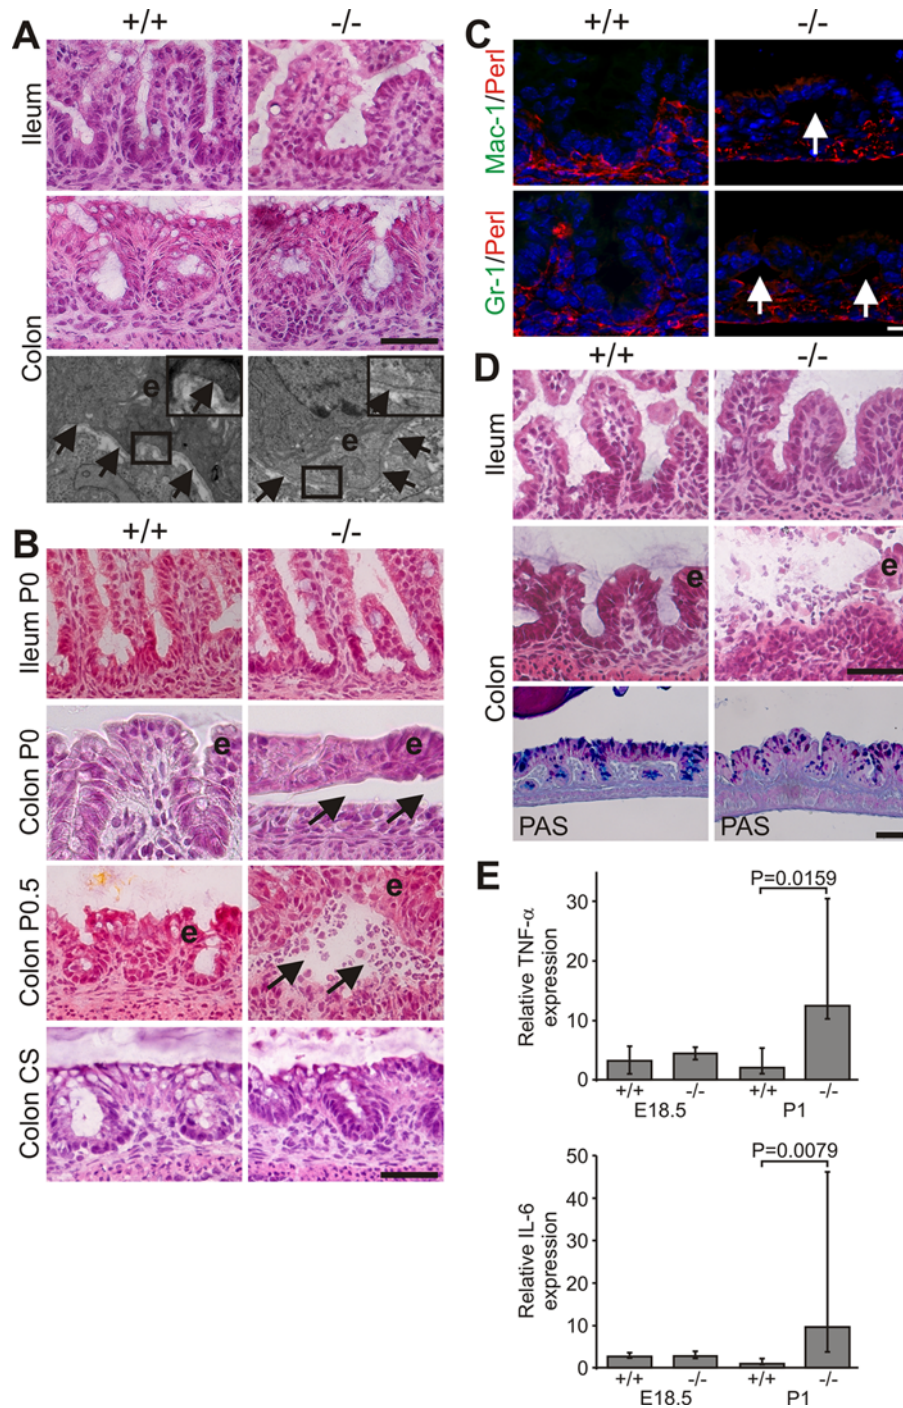 A
+/+
-/-
Ileum
Colon
e
e
B
+/+
-/-
Ileum P0
Colon P0
e
e
Colon P0.5
e
e
Colon CS
C
+/+
-/-
Mac-1/Perl
Gr-1/Perl
D
+/+
-/-
Ileum
Colon
e
e
PAS
PAS
E
Relative TNF-α
expression
30
20
10
0
P=0.0159
+/+
-/-
+/+
-/-
E18.5
P1
Relative IL-6
expression
50
40
30
20
10
0
P=0.0079
+/+
-/-
+/+
-/-
E18.5
P1